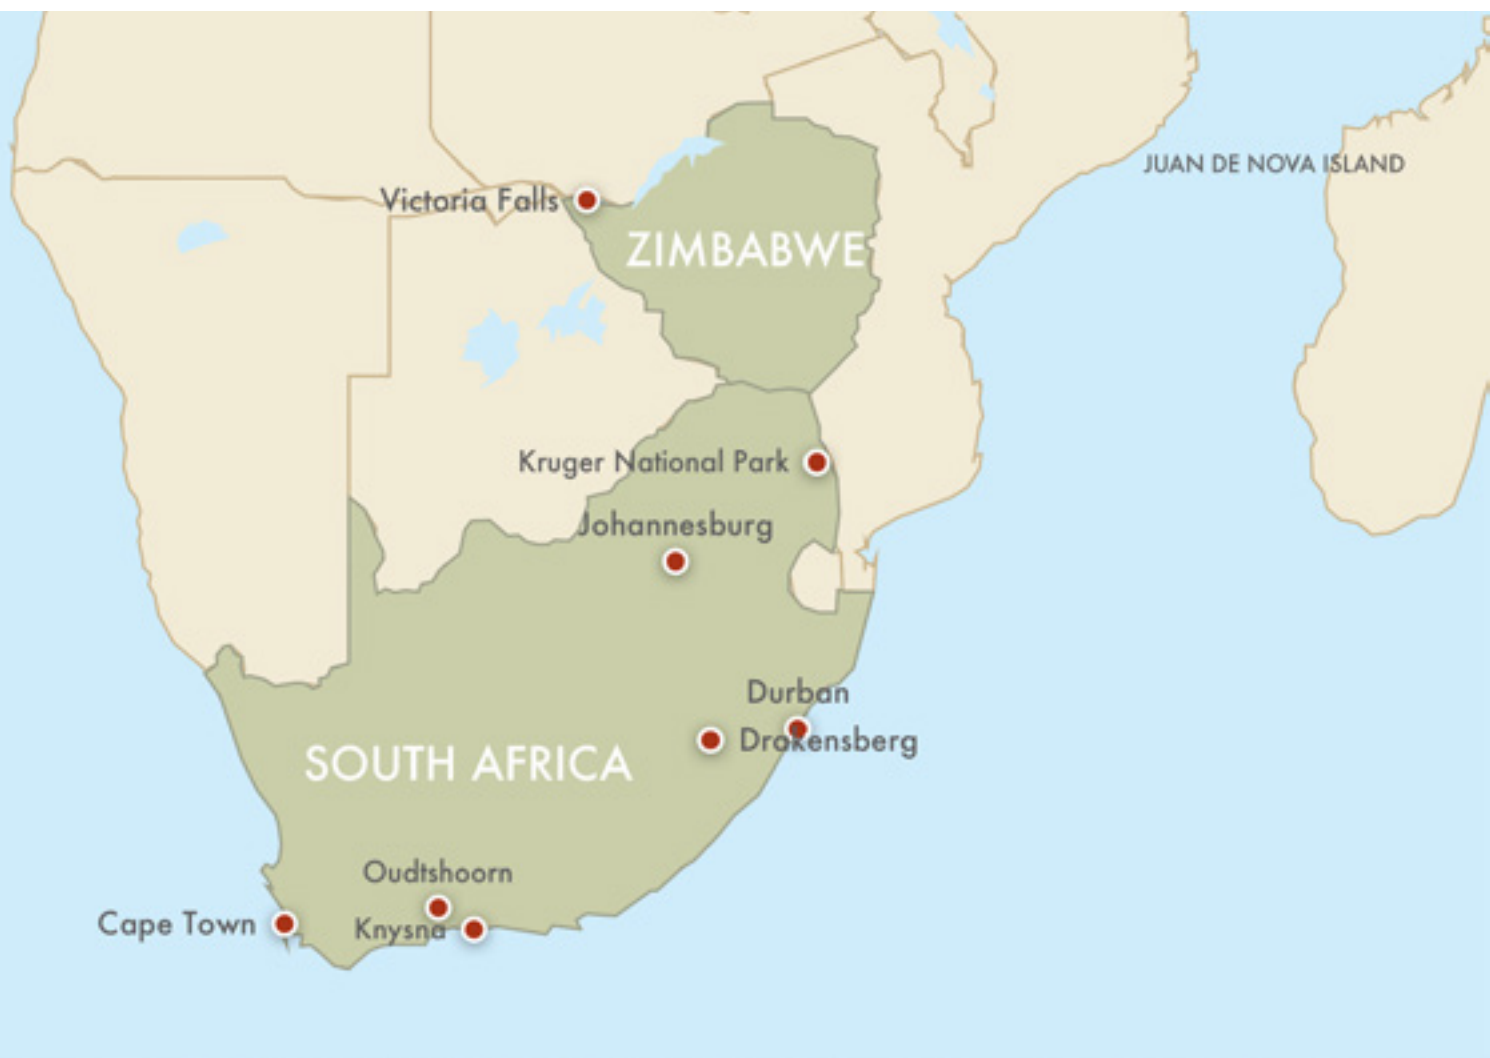 JUAN DE NOVA ISLAND
Victoria Falls
ZIMBABWE
Kruger National Park
Johannesburg
Durban
Drakensberg
SOUTH AFRICA
Oudtshoorn
Cape Town
Knysna